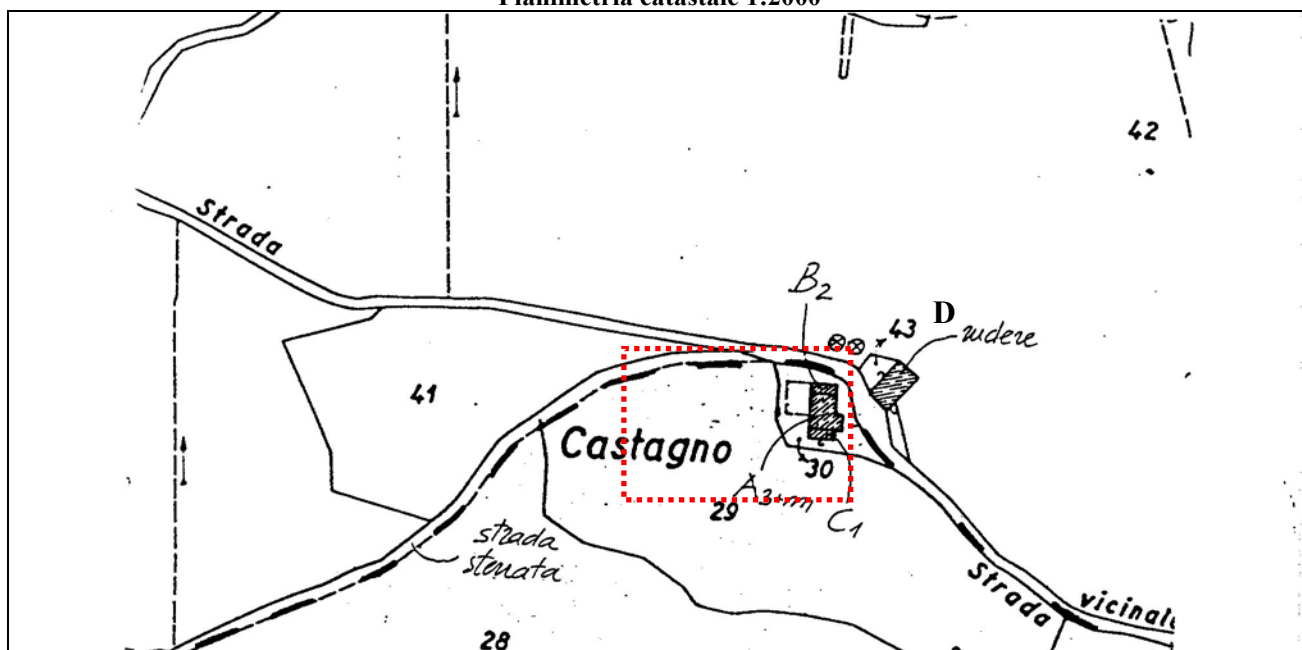 Planimetria catastale 1:2000
42
Strada
B2
D
43
rudere
41
Castagno
30
A3+m
29
C1
strada
sterrata
Strada
vicinale
28